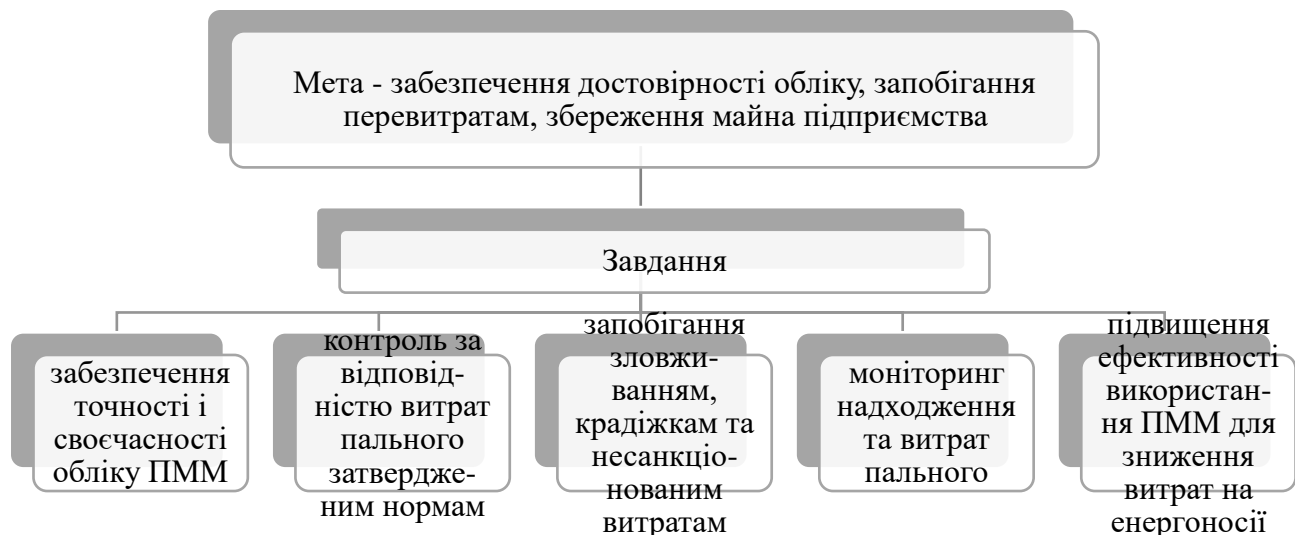 Мета - забезпечення достовірності обліку, запобігання
перевитратам, збереження майна підприємства
Завдання
забезпечення
точності і
своєчасності
обліку ПММ
контроль за
відповід-
ністю витрат
пального
затвердже-
ним нормам
запобігання
зловжи-
ванням,
крадіжкам та
несанкціо-
нованим
витратам
моніторинг
надходження
та витрат
пального
підвищення
ефективності
використан-
ня ПММ для
зниження
витрат на
енергоносії